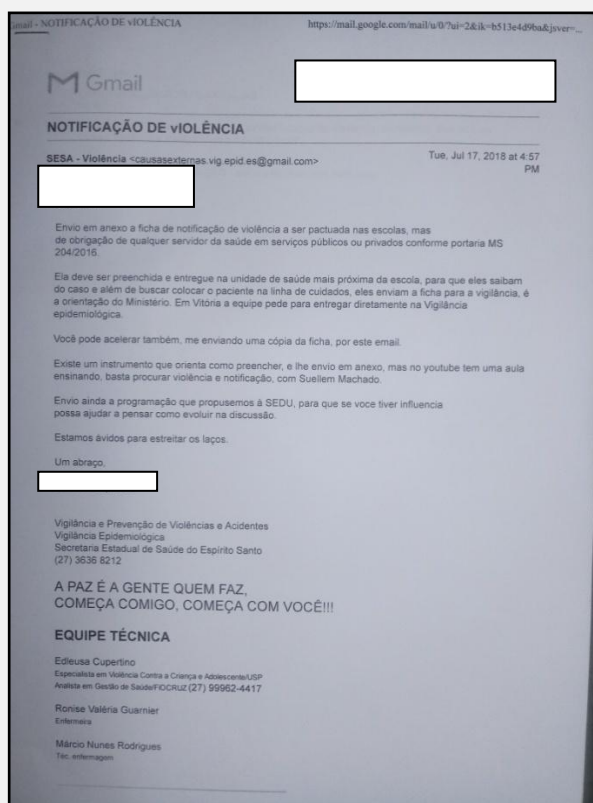 Gmail - NOTIFICAÇÃO DE vIOLÊNCIA
https://mail.google.com/mail/u/0/?ui=2&ik=b513e4d9ba&jsver=...
Gmail
NOTIFICAÇÃO DE vIOLÊNCIA
SESA - Violência <causasexternas.vig.epid.es@gmail.com>
Tue, Jul 17, 2018 at 4:57
PM
Envio em anexo a ficha de notificação de violência a ser pactuada nas escolas, mas
de obrigação de qualquer servidor da saúde em serviços públicos ou privados conforme portaria MS
204/2016.
Ela deve ser preenchida e entregue na unidade de saúde mais próxima da escola, para que eles saibam
do caso e além de buscar colocar o paciente na linha de cuidados, eles enviam a ficha para a vigilância, é
a orientação do Ministério. Em Vitória a equipe pede para entregar diretamente na Vigilância
epidemiológica.
Você pode acelerar também, me enviando uma cópia da ficha, por este email.
Existe um instrumento que orienta como preencher, e lhe envio em anexo, mas no youtube tem uma aula
ensinando, basta procurar violência e notificação, com Suellem Machado.
Envio ainda a programação que propusemos à SEDU, para que se voce tiver influencia
possa ajudar a pensar como evoluir na discussão.
Estamos ávidos para estreitar os laços.
Um abraço,
Vigilância e Prevenção de Violências e Acidentes
Vigilância Epidemiológica
Secretaria Estadual de Saúde do Espírito Santo
(27) 3636 8212
A PAZ É A GENTE QUEM FAZ,
COMEÇA COMIGO, COMEÇA COM VOCÊ!!!
EQUIPE TÉCNICA
Edleusa Cupertino
Especialista em Violência Contra a Criança e Adolescente/USP
Analista em Gestão de Saúde/FIOCRUZ (27) 99962-4417
Ronise Valéria Guarnier
Enfermeira
Márcio Nunes Rodrigues
Téc. enfermagem